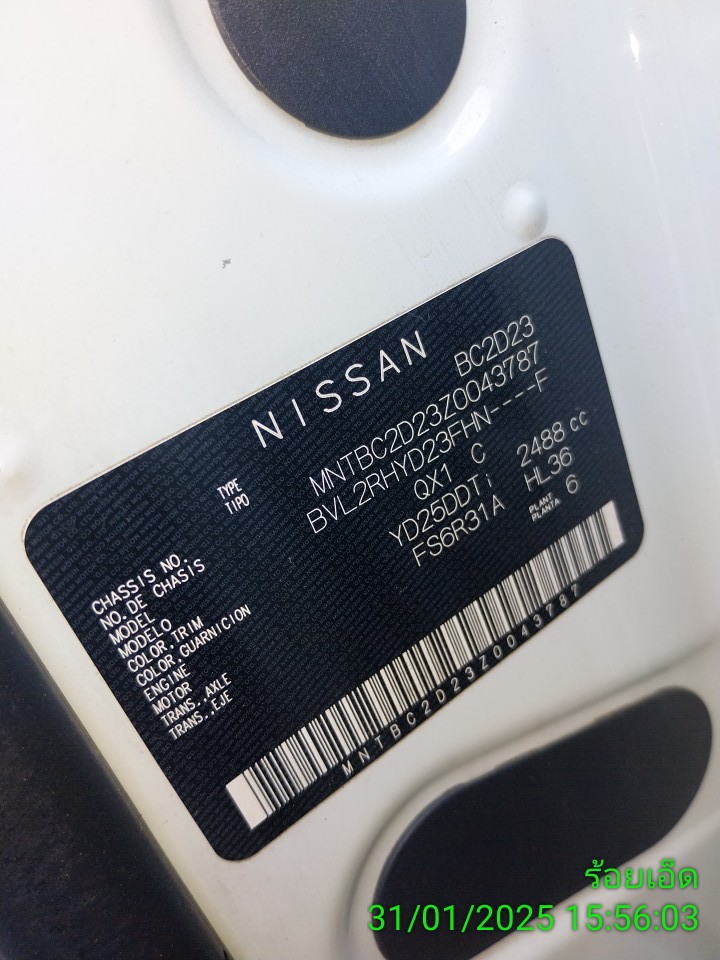 NISSAN
TYPE
TIPO
BC2D23
CHASSIS NO.
NO. DE CHASIS
MNTBC2D23Z0043787
MODEL
MODELO
BVL2RHYD23FHN----F
COLOR.TRIM
COLOR.GUARNICION
QX1 C
ENGINE
MOTOR
YD25DDTi 2488 cc
TRANS..AXLE
TRANS..EJE
FS6R31A HL36
PLANT
PLANTA
6
MNTBC2D23Z0043787
ร้อยเอ็ด
31/01/2025 15:56:03